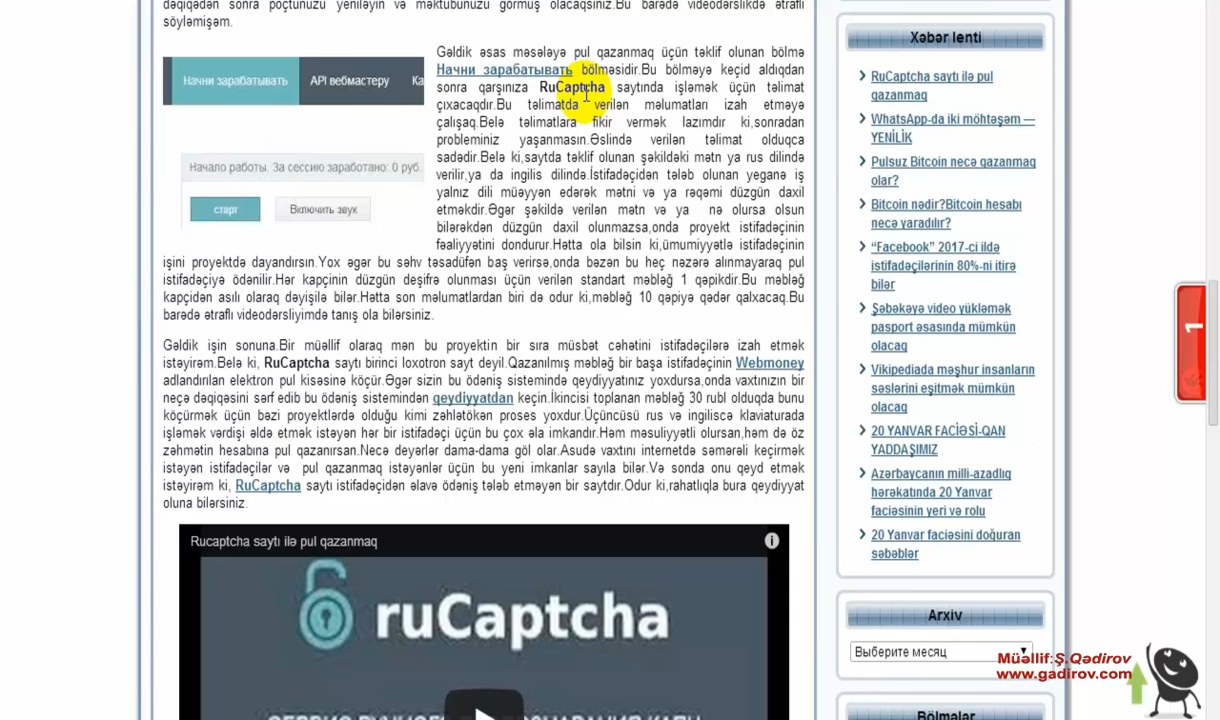 dəqiqədən sonra poçtunuzu yeniləyin və məktubunuzu görmüş olacaqsınız.Bu barədə videodərslikdə ətraflı
söyləmişəm.
Начни зарабатывать
API вебмастеру
Ка
Начало работы. За сессию заработано: 0 руб.
старт
Включить звук
Gəldik əsas məsələyə pul qazanmaq üçün təklif olunan bölmə
Начни зарабатывать bölməsidir.Bu bölməyə keçid aldıqdan
sonra qarşınıza RuCaptcha saytında işləmək üçün təlimat
çıxacaqdır.Bu təlimatda verilən məlumatları izah etməyə
çalışaq.Belə təlimatlara fikir vermək lazımdır ki,sonradan
probleminiz yaşanmasın.Əslində verilən təlimat olduqca
sadədir.Belə ki,saytda təklif olunan şəkildəki mətn ya rus dilində
verilir,ya da ingilis dilində.İstifadəçidən tələb olunan yeganə iş
yalnız dili müəyyən edərək mətni və ya rəqəmi düzgün daxil
etməkdir.Əgər şəkildə verilən mətn və ya nə olursa olsun
bilərəkdən düzgün daxil olunmazsa,onda proyekt istifadəçinin
fəaliyyətini dondurur.Hətta ola bilsin ki,ümumiyyətlə istifadəçinin
işini proyektdə dayandırsın.Yox əgər bu səhv təsadüfən baş verirsə,onda bəzən bu heç nəzərə alınmayaraq pul
istifadəçiyə ödənilir.Hər kapçinin düzgün deşifrə olunması üçün verilən standart məbləğ 1 qəpikdir.Bu məbləğ
kapçidən asılı olaraq dəyişilə bilər.Hətta son məlumatlardan biri də odur ki,məbləğ 10 qəpiyə qədər qalxacaq.Bu
barədə ətraflı videodərsliyimdə tanış ola bilərsiniz.
Gəldik işin sonuna.Bir müəllif olaraq mən bu proyektin bir sıra müsbət cəhətini istifadəçilərə izah etmək
istəyirəm.Belə ki, RuCaptcha saytı birinci loxotron sayt deyil.Qazanılmış məbləğ bir başa istifadəçinin Webmoney
adlandırılan elektron pul kisəsinə köçür.Əgər sizin bu ödəniş sistemində qeydiyyatınız yoxdursa,onda vaxtınızın bir
neçə dəqiqəsini sərf edib bu ödəniş sistemindən qeydiyyatdan keçin.İkincisi toplanan məbləğ 30 rubl olduqda bunu
köçürmək üçün bəzi proyektlərdə olduğu kimi zəhlətökən proses yoxdur.Üçüncüsü rus və ingiliscə klaviaturada
işləmək vərdişi əldə etmək istəyən hər bir istifadəçi üçün bu çox əla imkandır.Həm məsuliyyətli olursan,həm də öz
zəhmətin hesabına pul qazanırsan.Necə deyərlər dama-dama göl olar.Asudə vaxtını internetdə səmərəli keçirmək
istəyən istifadəçilər və pul qazanmaq istəyənlər üçün bu yeni imkanlar sayıla bilər.Və sonda onu qeyd etmək
istəyirəm ki, RuCaptcha saytı istifadəçidən əlavə ödəniş tələb etməyən bir saytdır.Odur ki,rahatlıqla bura qeydiyyat
oluna bilərsiniz.
Rucaptcha saytı ilə pul qazanmaq
ruCaptcha
Xəbər lenti
RuCaptcha saytı ilə pul
qazanmaq
WhatsApp-da iki möhtəşəm —
YENİLİK
Pulsuz Bitcoin necə qazanmaq
olar?
Bitcoin nədir?Bitcoin hesabı
necə yaradılır?
“Facebook” 2017-ci ildə
istifadəçilərinin 80%-ni itirə
bilər
Şəbəkəyə video yükləmək
pasport əsasında mümkün
olacaq
Vikipediada məşhur insanların
səslərini eşitmək mümkün
olacaq
20 YANVAR FACİƏSİ-QAN
YADDAŞIMIZ
Azərbaycanın milli-azadlıq
hərəkatında 20 Yanvar
faciəsinin yeri və rolu
20 Yanvar faciəsini doğuran
səbəblər
Arxiv
Выберите месяц
Bölmələr
1
Müəllif:Ş.Qədirov
www.gadirov.com